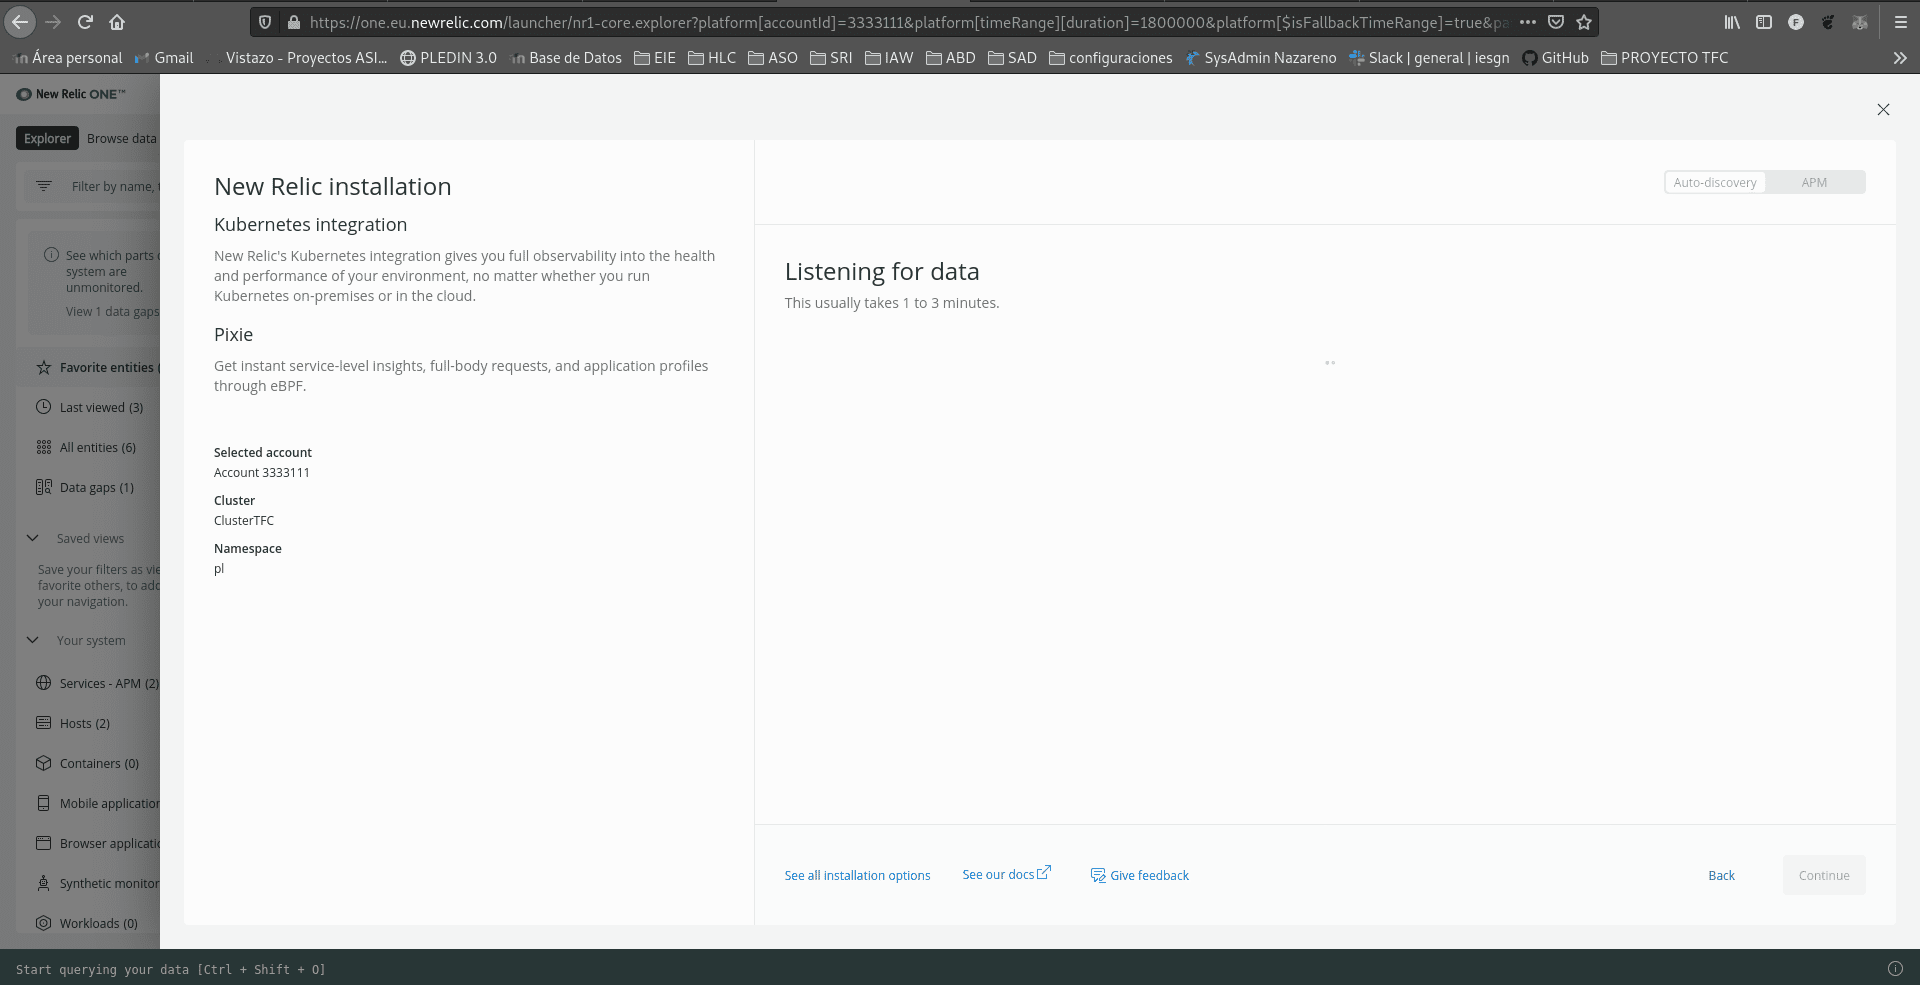 https://one.eu.newrelic.com/launcher/nr1-core.explorer?platform[accountId]=3333111&platform[timeRange][duration]=1800000&platform[$isFallbackTimeRange]=true&pa
Área personal Gmail Vistazo - Proyectos ASI... PLEDIN 3.0 Base de Datos EIE HLC ASO SRI IAW ABD SAD configuraciones SysAdmin Nazareno Slack | general | iesgn GitHub PROYECTO TFC
New Relic ONE™
Explorer Browse data
Filter by name, t
See which parts o
system are
unmonitored.
View 1 data gaps
Favorite entities (
Last viewed (3)
All entities (6)
Data gaps (1)
Saved views
Save your filters as vie
favorite others, to add
your navigation.
Your system
Services - APM (2)
Hosts (2)
Containers (0)
Mobile application
Browser applicatio
Synthetic monitor
Workloads (0)
New Relic installation
Kubernetes integration
New Relic's Kubernetes integration gives you full observability into the health
and performance of your environment, no matter whether you run
Kubernetes on-premises or in the cloud.
Pixie
Get instant service-level insights, full-body requests, and application profiles
through eBPF.
Selected account
Account 3333111
Cluster
ClusterTFC
Namespace
pl
Auto-discovery APM
Listening for data
This usually takes 1 to 3 minutes.
See all installation options See our docs Give feedback Back Continue
Start querying your data [Ctrl + Shift + O]